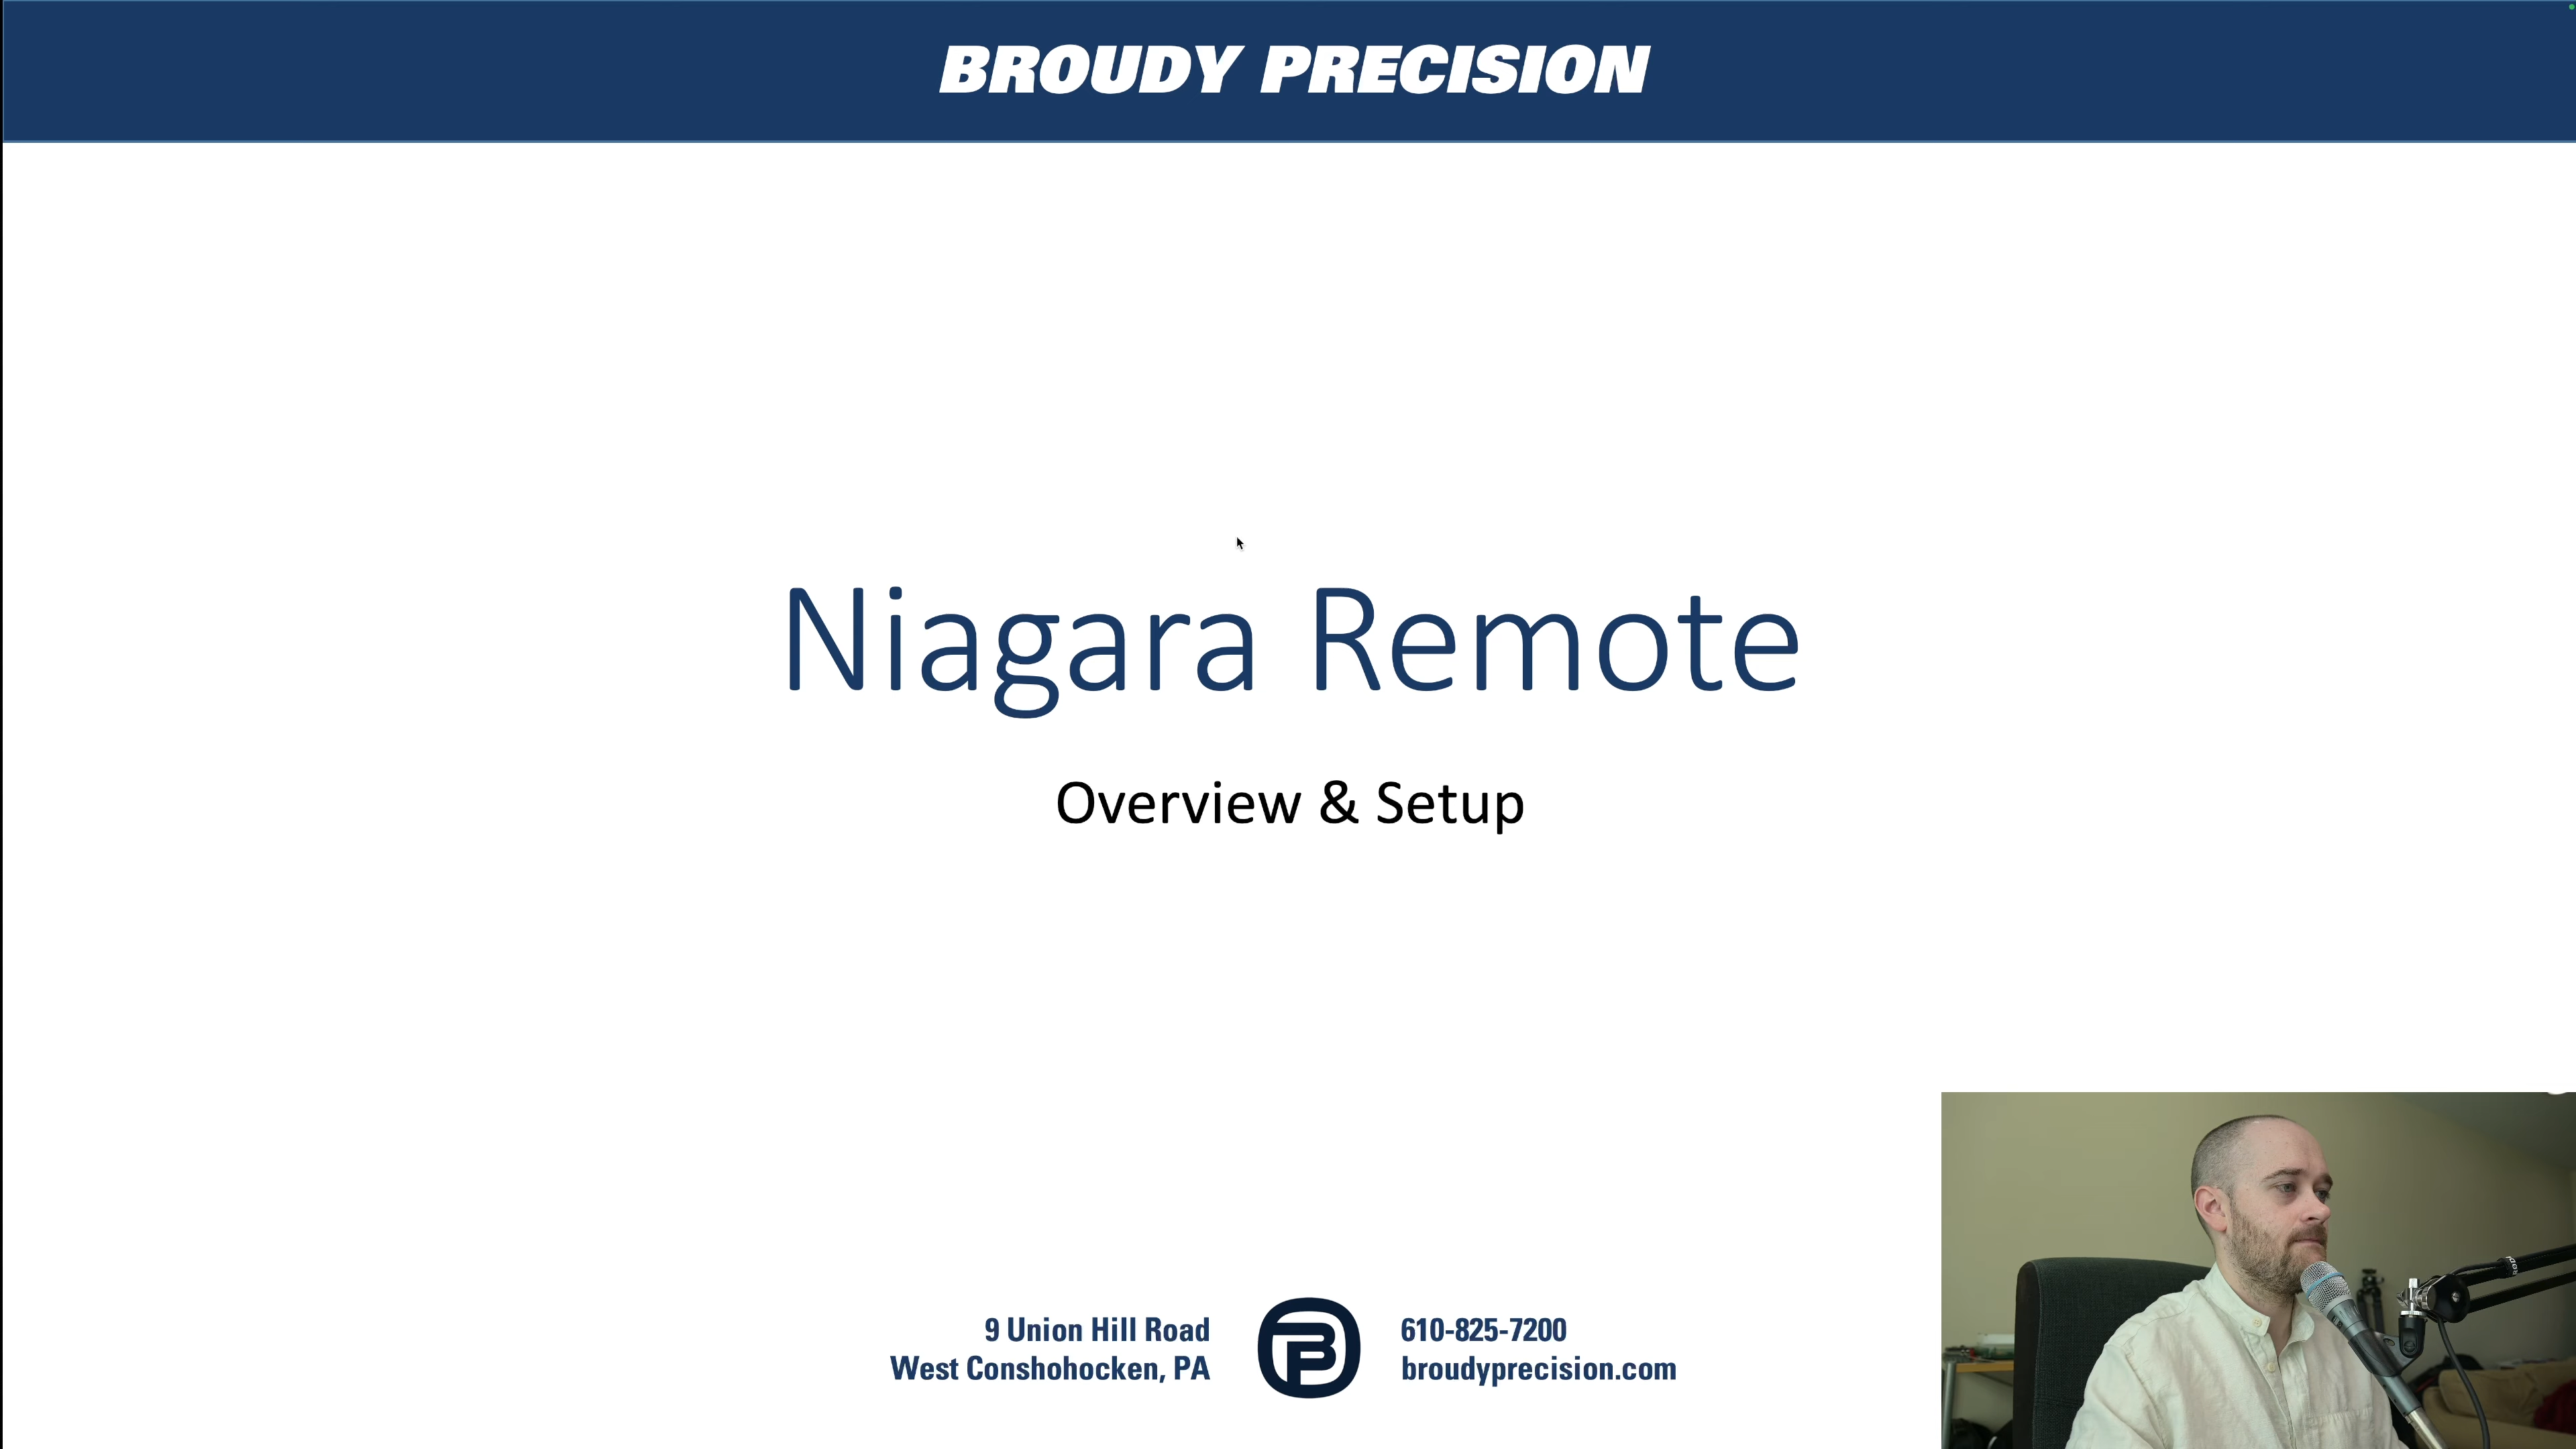 BROUDY PRECISION
Niagara Remote
Overview & Setup
9 Union Hill Road
West Conshohocken, PA
610-825-7200
broudyprecision.com